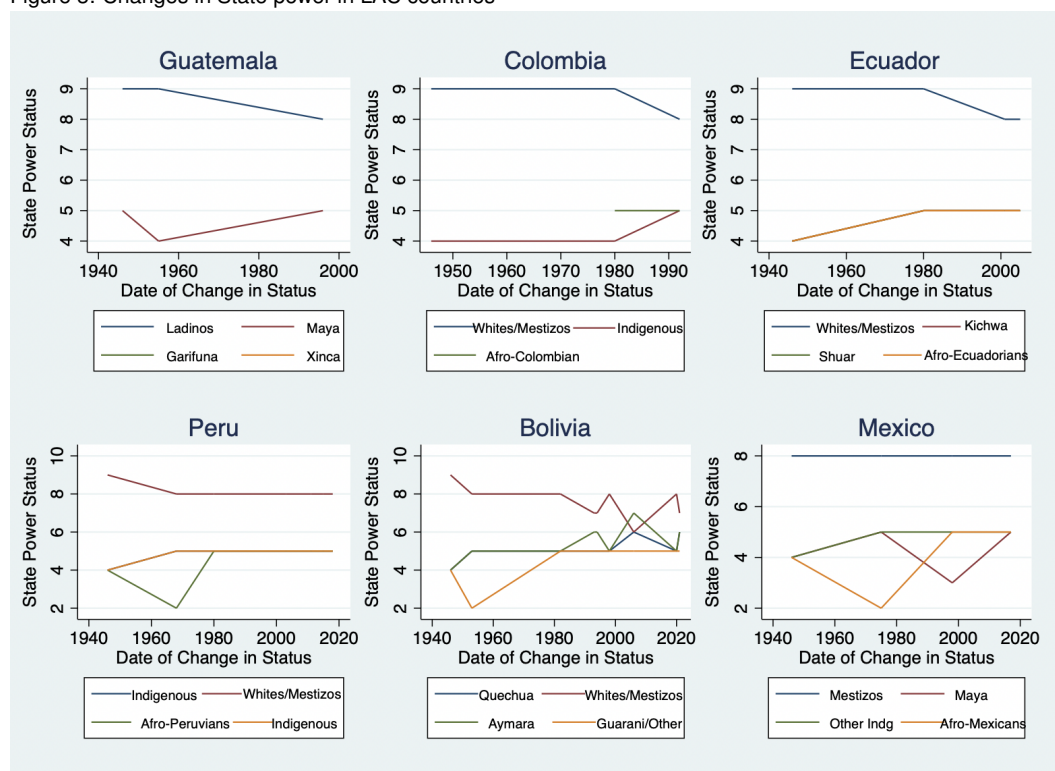 Figure 3: Changes in State power in LAC countries
Guatemala
State Power Status
9
8
7
6
5
4
1940 1960 1980 2000
Date of Change in Status
Ladinos Maya
Garifuna Xinca
Colombia
State Power Status
9
8
7
6
5
4
1950 1960 1970 1980 1990
Date of Change in Status
Whites/Mestizos Indigenous
Afro-Colombian
Ecuador
State Power Status
9
8
7
6
5
4
1940 1960 1980 2000
Date of Change in Status
Whites/Mestizos Kichwa
Shuar Afro-Ecuadorians
Peru
State Power Status
10
8
6
4
2
1940 1960 1980 2000 2020
Date of Change in Status
Indigenous Whites/Mestizos
Afro-Peruvians Indigenous
Bolivia
State Power Status
10
8
6
4
2
1940 1960 1980 2000 2020
Date of Change in Status
Quechua Whites/Mestizos
Aymara Guarani/Other
Mexico
State Power Status
8
6
4
2
1940 1960 1980 2000 2020
Date of Change in Status
Mestizos Maya
Other Indg Afro-Mexicans